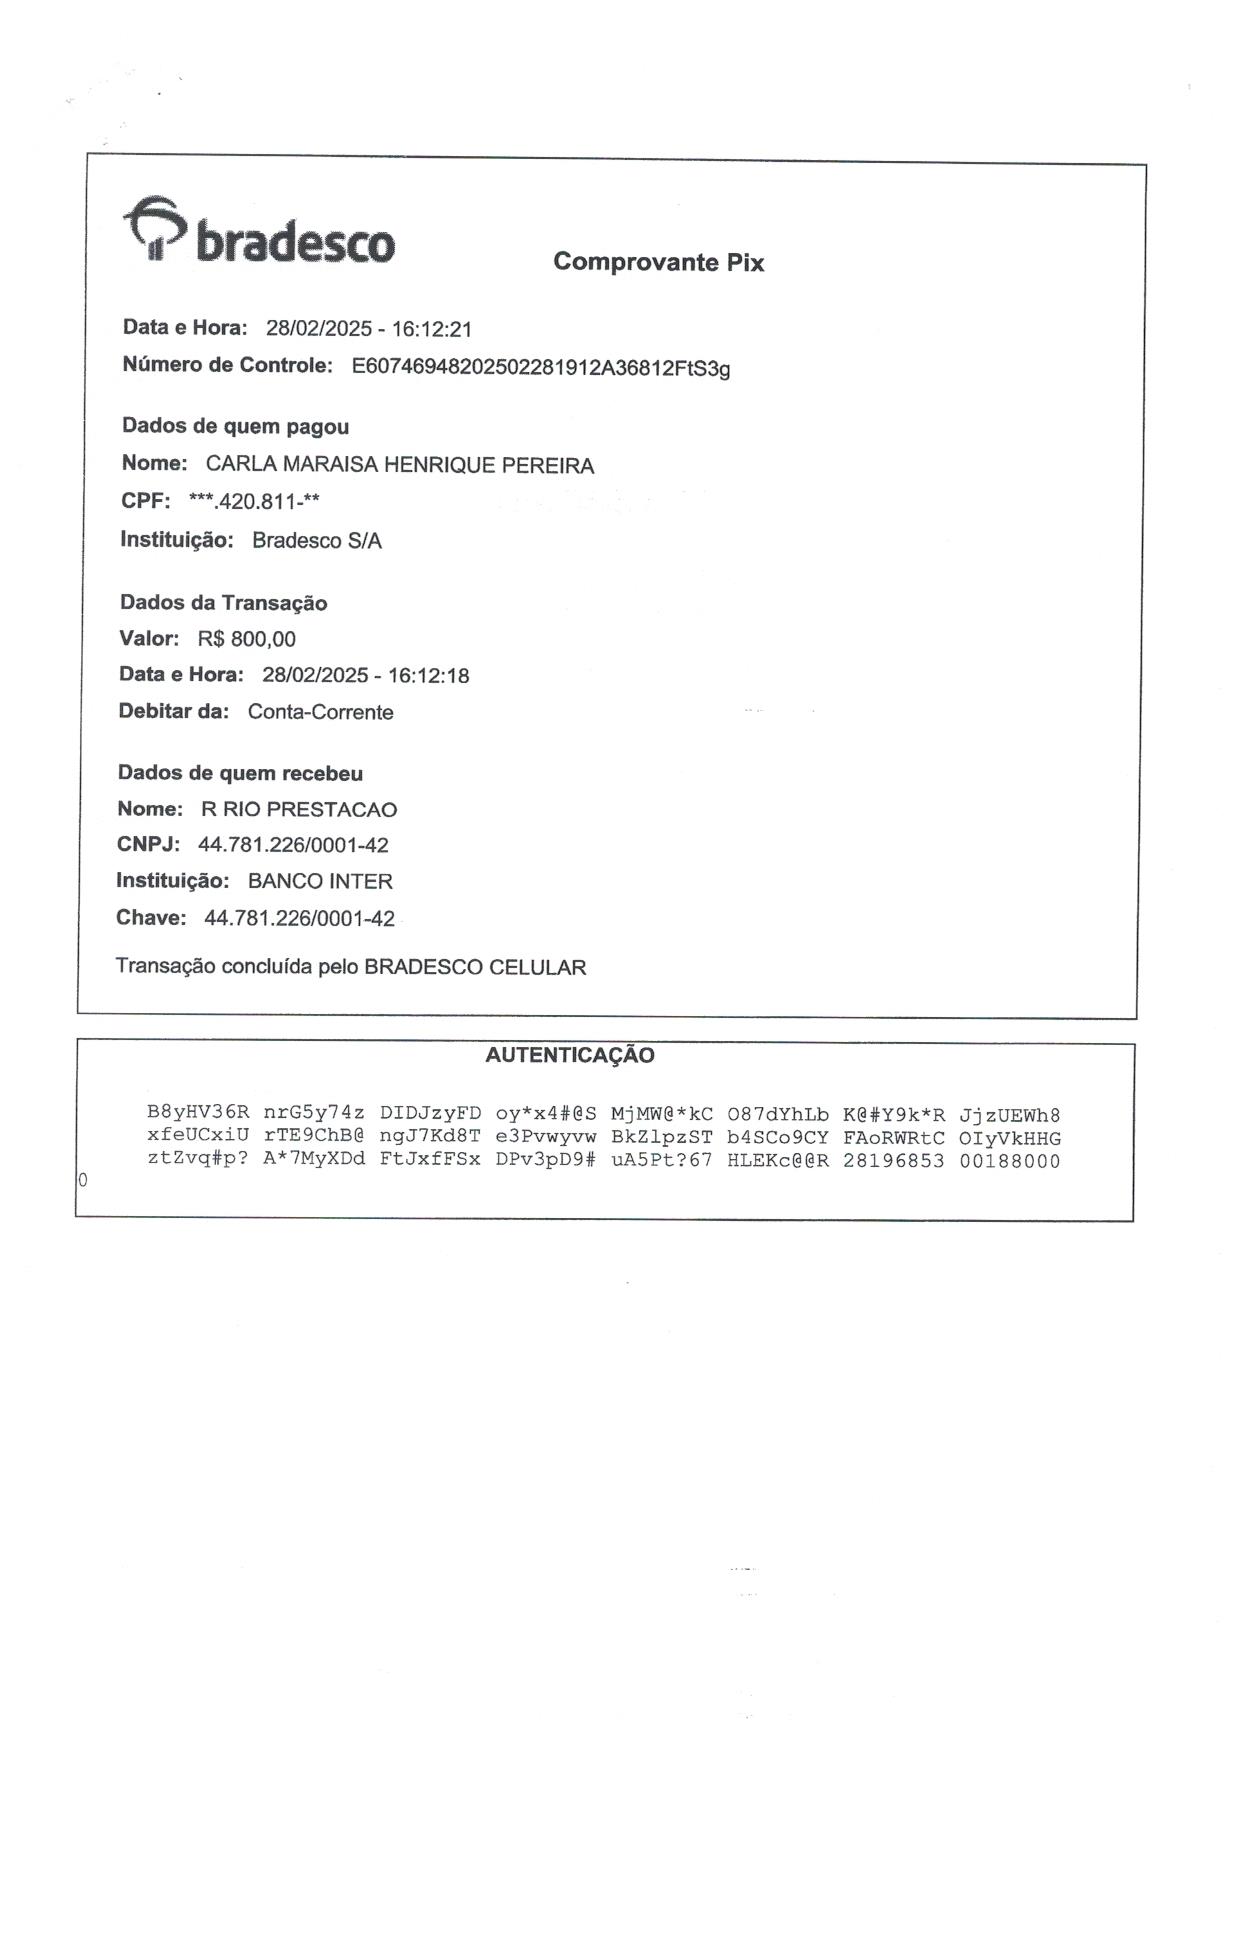 bradesco
Comprovante Pix
Data e Hora: 28/02/2025 - 16:12:21
Número de Controle: E60746948202502281912A36812FtS3g
Dados de quem pagou
Nome: CARLA MARAISA HENRIQUE PEREIRA
CPF: ***.420.811-**
Instituição: Bradesco S/A
Dados da Transação
Valor: R$ 800,00
Data e Hora: 28/02/2025 - 16:12:18
Debitar da: Conta-Corrente
Dados de quem recebeu
Nome: R RIO PRESTACAO
CNPJ: 44.781.226/0001-42
Instituição: BANCO INTER
Chave: 44.781.226/0001-42
Transação concluída pelo BRADESCO CELULAR
AUTENTICAÇÃO
B8yHV36R nrG5y74z DIDJzyFD oy*x4#@S MjMW@*kC O87dYhLb K@#Y9k*R JjzUEWh8
xfeUCxiU rTE9ChB@ ngJ7Kd8T e3Pvwyvw BkZlpzST b4SCo9CY FAoRWRtC OIyVkHHG
ztZvq#p? A*7MyXDd FtJxfFSx DPv3pD9# uA5Pt?67 HLEKc@@R 28196853 00188000
0